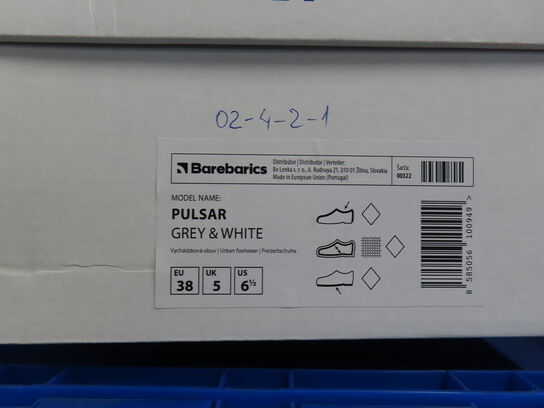 02-4-2-1
Barebarics
Distribútor | Distributor | Verteiler:
Be Lenka s. r. o., A. Rudnaya 21, 010 01 Žilina, Slovakia
Made in European Union (Portugal)
Šarža:
00322
MODEL NAME:
PULSAR
GREY & WHITE
Vychádzková obuv | Urban footwear | Freizeitschuhe
EU 38
UK 5
US 6½
8 585056 100949 >